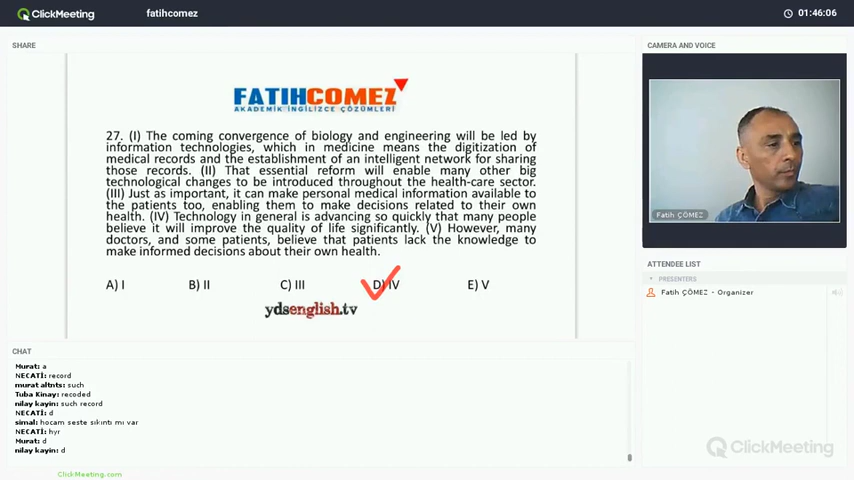 ClickMeeting
fatihcomez
01:46:06
SHARE
CAMERA AND VOICE
FATIHCOMEZ
AKADEMİK İNGİLİZCE ÇÖZÜMLERİ
27. (I) The coming convergence of biology and engineering will be led by
information technologies, which in medicine means the digitization of
medical records and the establishment of an intelligent network for sharing
those records. (II) That essential reform will enable many other big
technological changes to be introduced throughout the health-care sector.
(III) Just as important, it can make personal medical information available to
the patients too, enabling them to make decisions related to their own
health. (IV) Technology in general is advancing so quickly that many people
believe it will improve the quality of life significantly. (V) However, many
doctors, and some patients, believe that patients lack the knowledge to
make informed decisions about their own health.
A) I B) II C) III D) IV E) V
ydsenglish.tv
Fatih ÇÖMEZ
ATTENDEE LIST
PRESENTERS
Fatih ÇÖMEZ - Organizer
CHAT
Murat: a
NECATİ: record
murat altnts: such
Tuba Kinay: recoded
nilay kayin: such record
NECATİ: d
simal: hocam seste sıkıntı mı var
NECATİ: hyr
Murat: d
nilay kayin: d
ClickMeeting
ClickMeeting.com